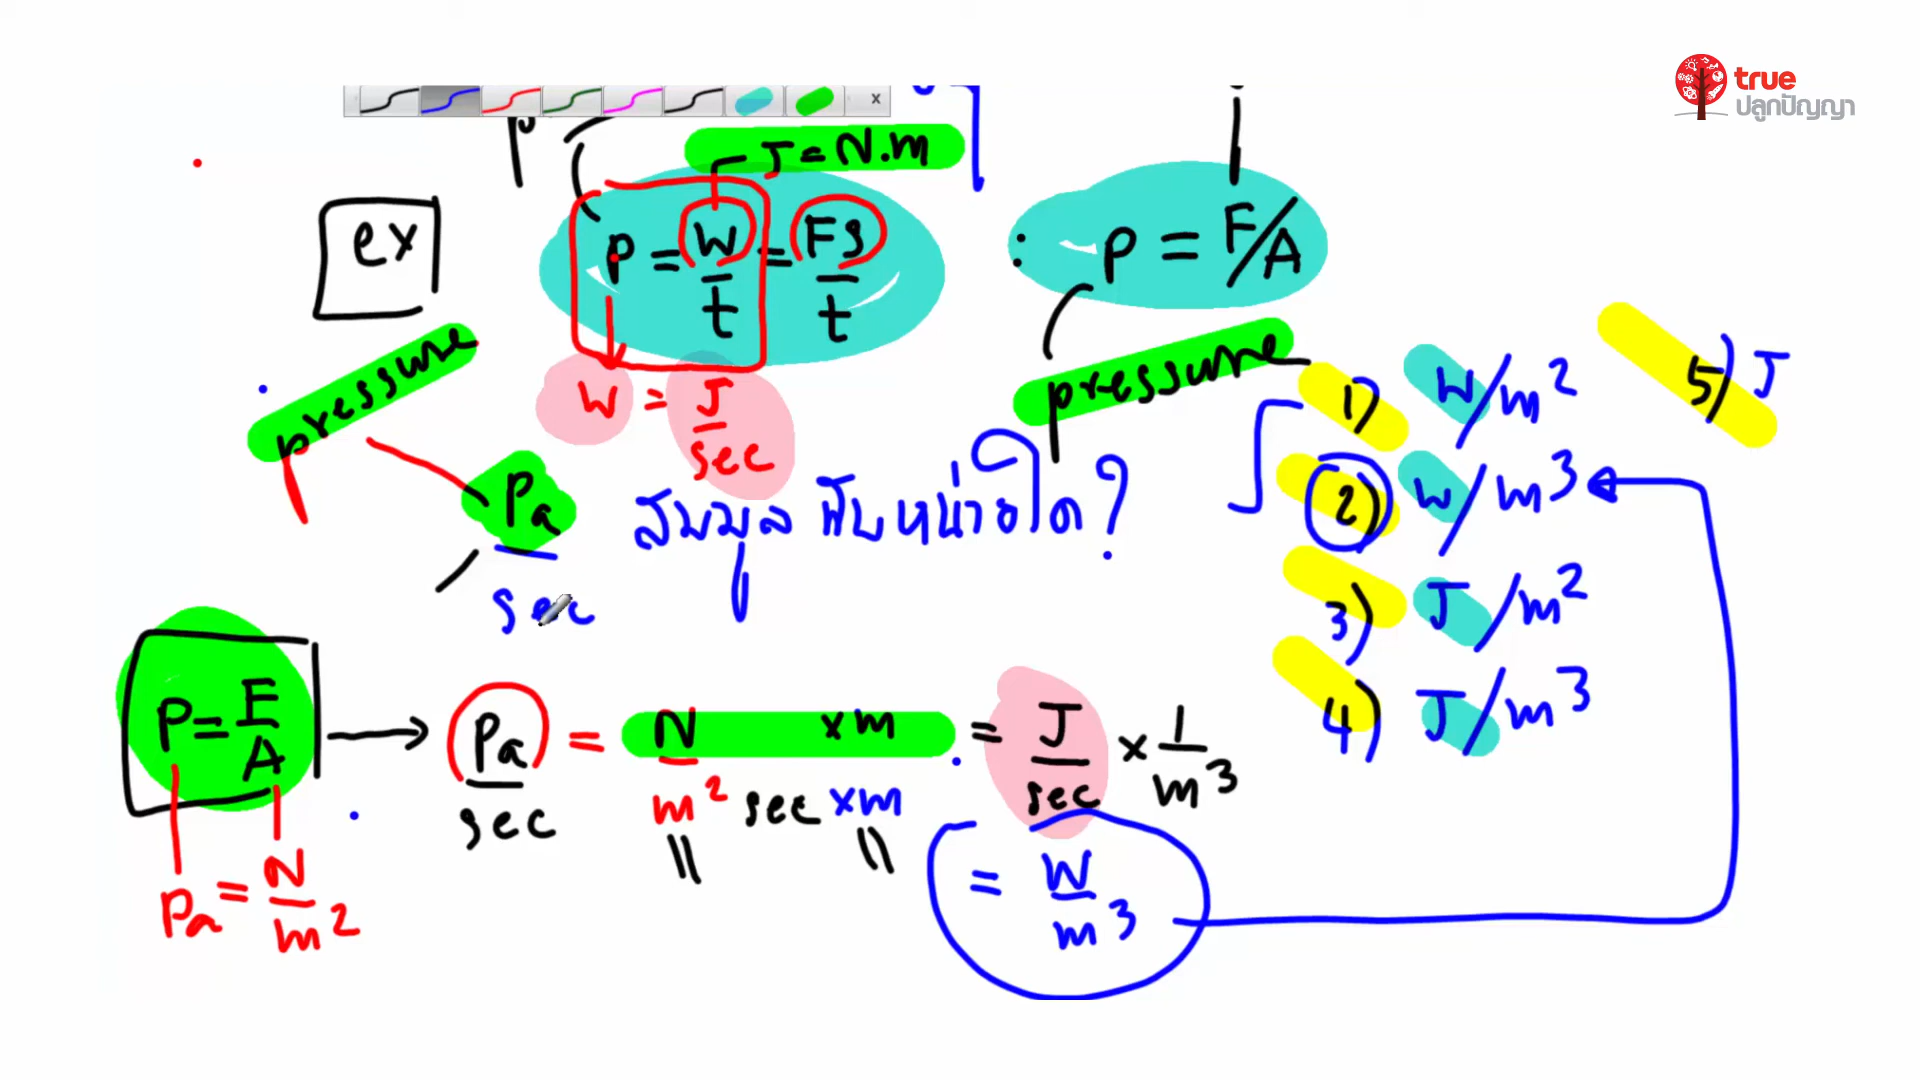 true
ปลูกปัญญา
x
J = N.m
ex
P = W/t = Fs/t
P = F/A
pressure
W = J/sec
pressure
1) W/m²
5) J
Pa/sec สมมูลกับหน่วยใด?
2) W/m³
3) J/m²
P = F/A → Pa/sec = N × m / m² sec × m = J/sec × 1/m³
4) J/m³
Pa = N/m²
= W/m³